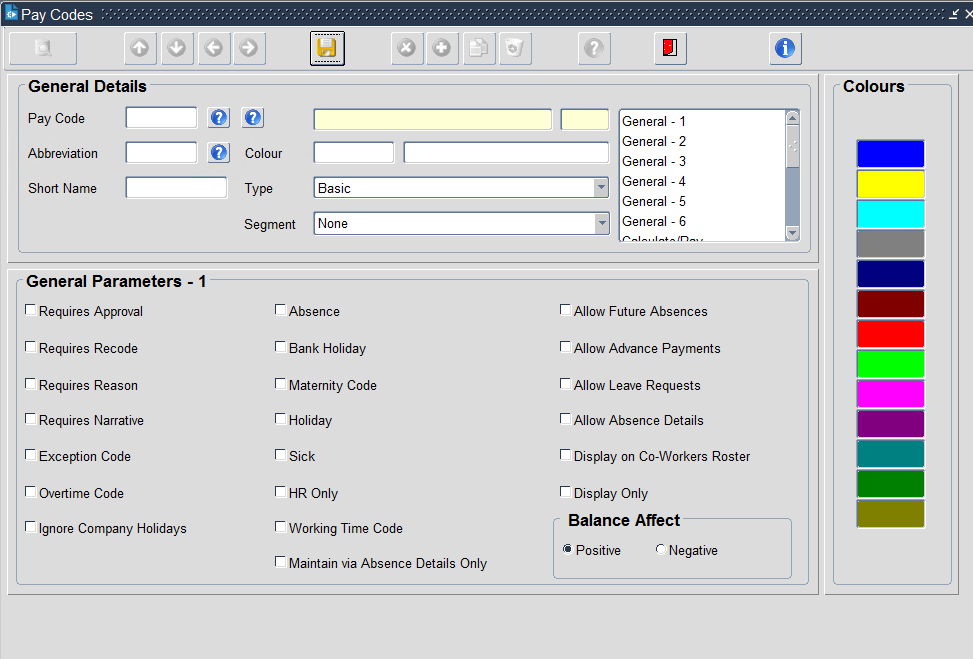 Pay Codes
General Details
Colours
Pay Code
Abbreviation
Colour
Short Name
Type
Basic
Segment
None
General - 1
General - 2
General - 3
General - 4
General - 5
General - 6
Calculate/Pay
General Parameters - 1
Requires Approval
Absence
Allow Future Absences
Requires Recode
Bank Holiday
Allow Advance Payments
Requires Reason
Maternity Code
Allow Leave Requests
Requires Narrative
Holiday
Allow Absence Details
Exception Code
Sick
Display on Co-Workers Roster
Overtime Code
HR Only
Display Only
Ignore Company Holidays
Working Time Code
Maintain via Absence Details Only
Balance Affect
Positive
Negative